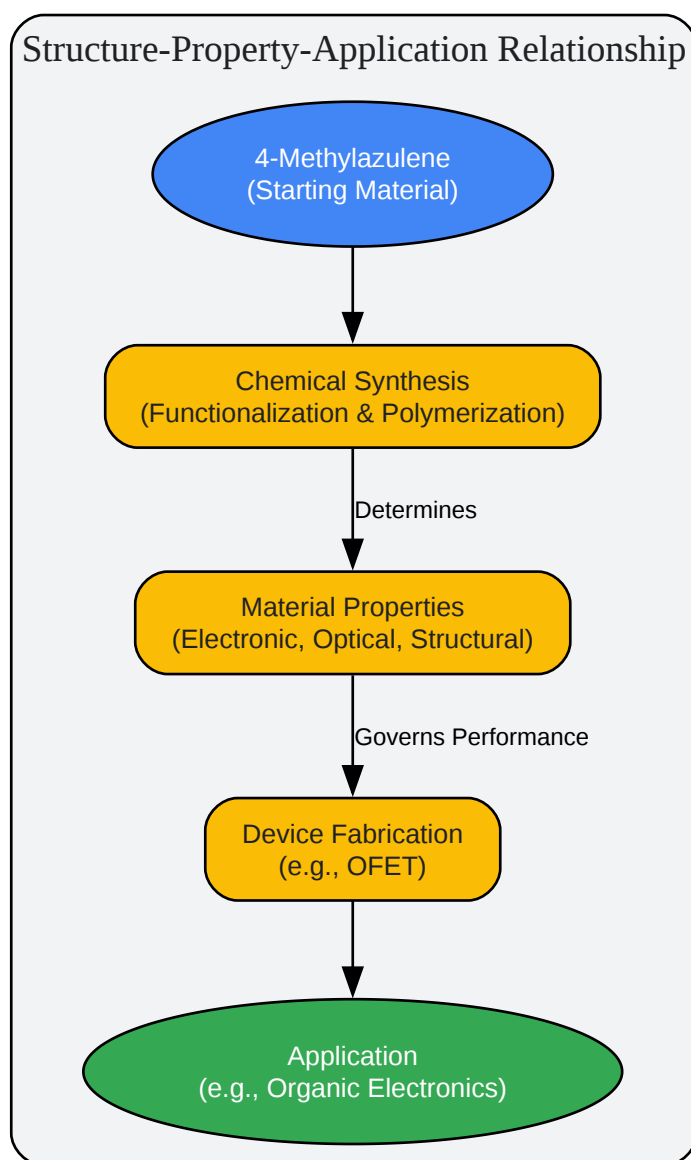 Structure-Property-Application Relationship
4-Methylazulene
(Starting Material)
Chemical Synthesis
(Functionalization & Polymerization)
Determines
Material Properties
(Electronic, Optical, Structural)
Governs Performance
Device Fabrication
(e.g., OFET)
Application
(e.g., Organic Electronics)